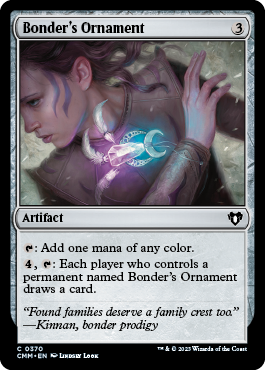 Bonder's Ornament 3
Artifact
: Add one mana of any color.
4, : Each player who controls a
permanent named Bonder's Ornament
draws a card.
"Found families deserve a family crest too."
—Kinnan, bonder prodigy
C 0370
CMM • EN Lindsey Look
™ & © 2023 Wizards of the Coast